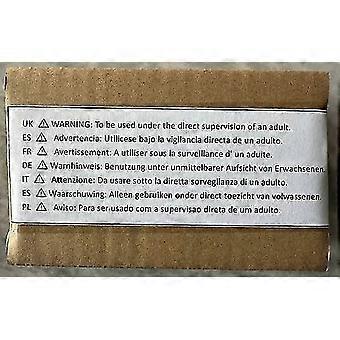 UK ⚠ WARNING: To be used under the direct supervision of an adult.
ES ⚠ Advertencia: Utilicese bajo la vigilancia directa de un adulto.
FR ⚠ Avertissement: A utiliser sous la surveillance d' un adulte.
DE ⚠ Warnhinweis: Benutzung unter unmittelbarer Aufsicht von Erwachsenen.
IT ⚠ Attenzione: Da usare sotto la diretta sorveglianza di un adulto.
ES ⚠ Waarschuwing: Alleen gebruiken onder direct toezicht van volwassenen.
PL ⚠ Aviso: Para ser usado com a supervisao direta de um adulto.